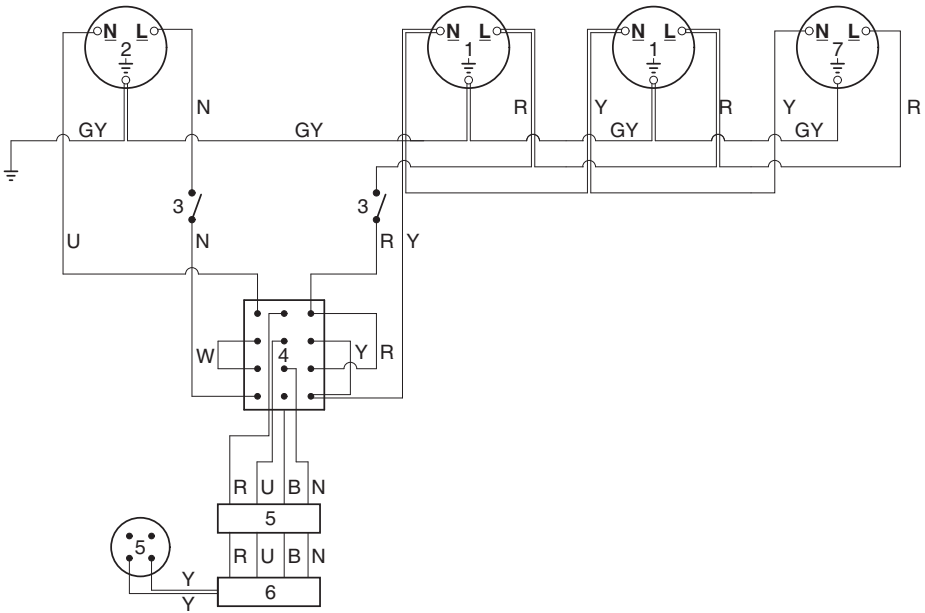 N L N L N L N L
2 1 1 7
N R Y R Y R
GY GY GY GY
3 3
U N R Y
W 4 Y R
R U B N
5
5 R U B N
Y 6
Y